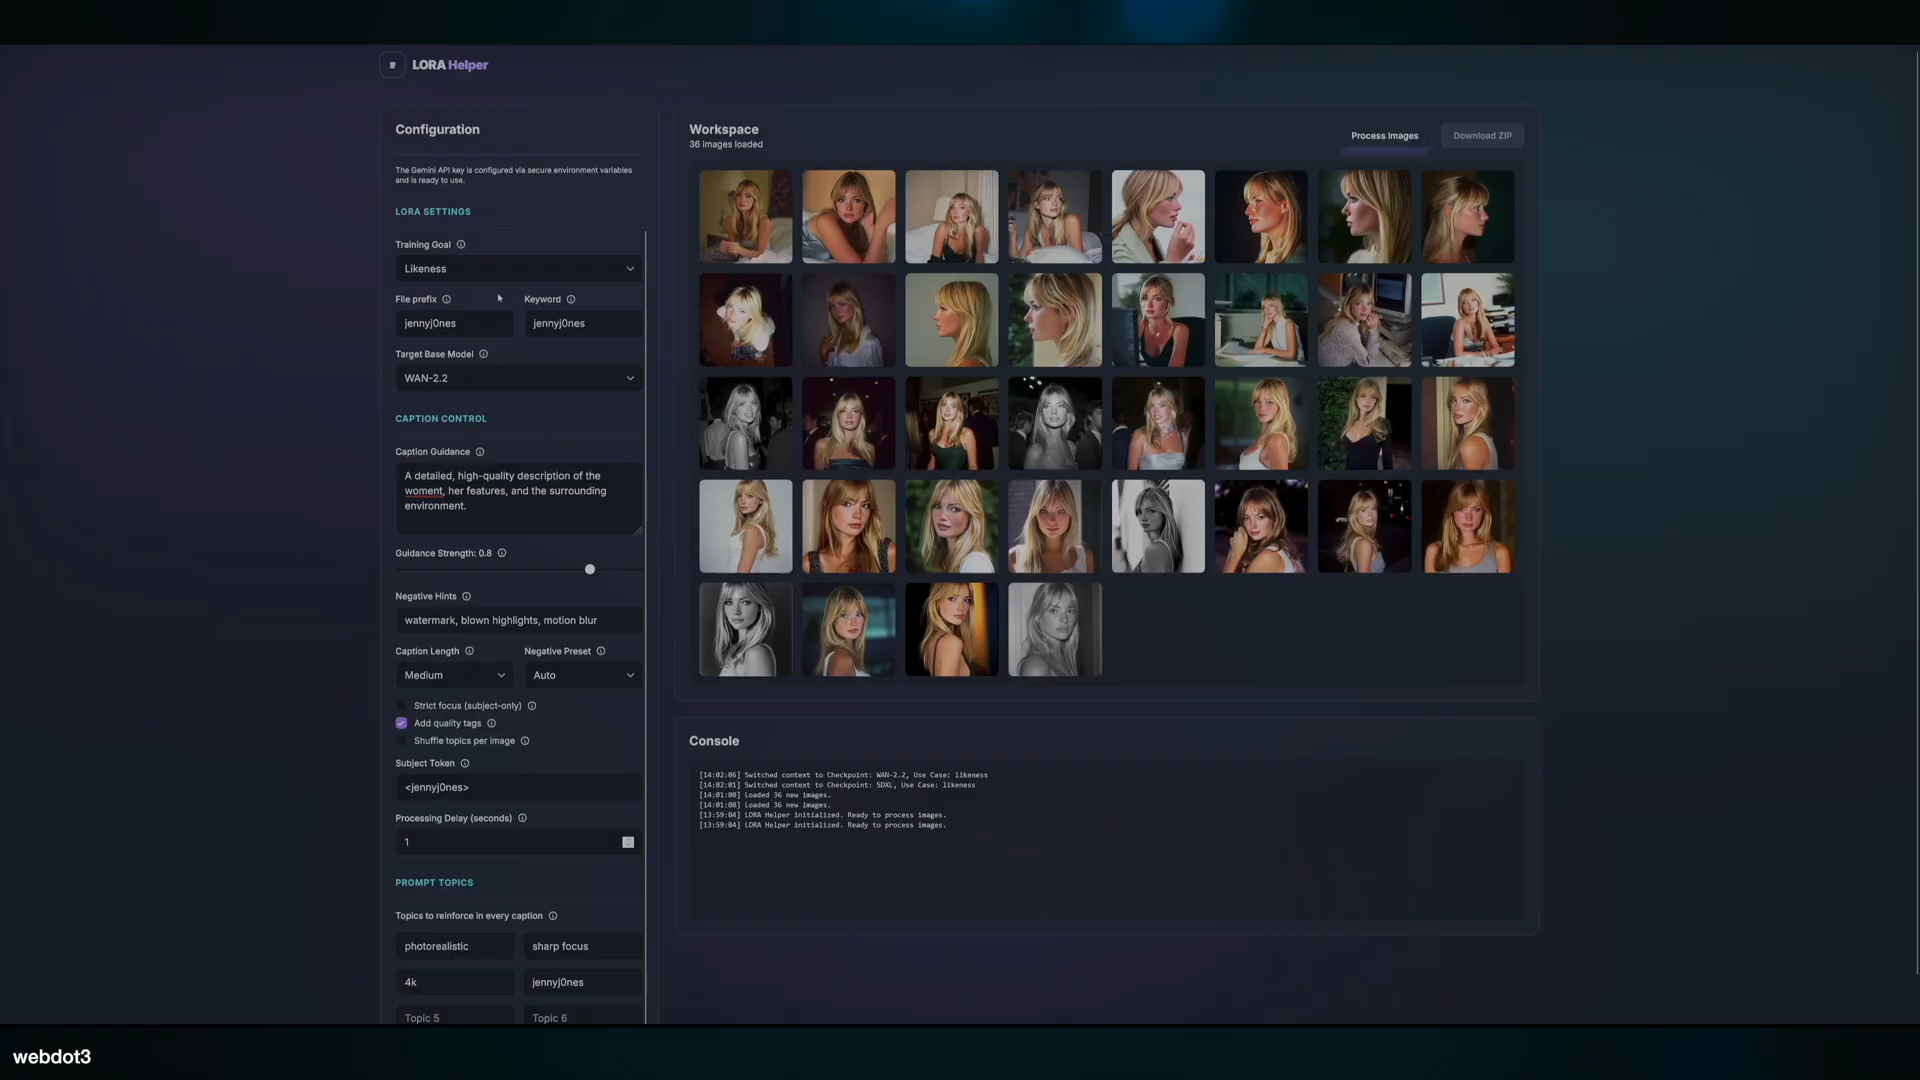 LORA Helper
Configuration
The Gemini API key is configured via secure environment variables
and is ready to use.
LORA SETTINGS
Training Goal
Likeness
File prefix
Keyword
jennyj0nes
jennyj0nes
Target Base Model
WAN-2.2
CAPTION CONTROL
Caption Guidance
A detailed, high-quality description of the
woment, her features, and the surrounding
environment.
Guidance Strength: 0.8
Negative Hints
watermark, blown highlights, motion blur
Caption Length
Negative Preset
Medium
Auto
Strict focus (subject-only)
Add quality tags
Shuffle topics per image
Subject Token
<jennyj0nes>
Processing Delay (seconds)
1
PROMPT TOPICS
Topics to reinforce in every caption
photorealistic
sharp focus
4k
jennyj0nes
Topic 5
Topic 6
Workspace
36 images loaded
Process Images
Download ZIP
Console
[14:02:06] Switched context to Checkpoint: WAN-2.2, Use Case: likeness
[14:02:01] Switched context to Checkpoint: SDXL, Use Case: likeness
[14:01:00] Loaded 36 new images.
[14:01:00] Loaded 36 new images.
[13:59:04] LORA Helper initialized. Ready to process images.
[13:59:04] LORA Helper initialized. Ready to process images.
webdot3